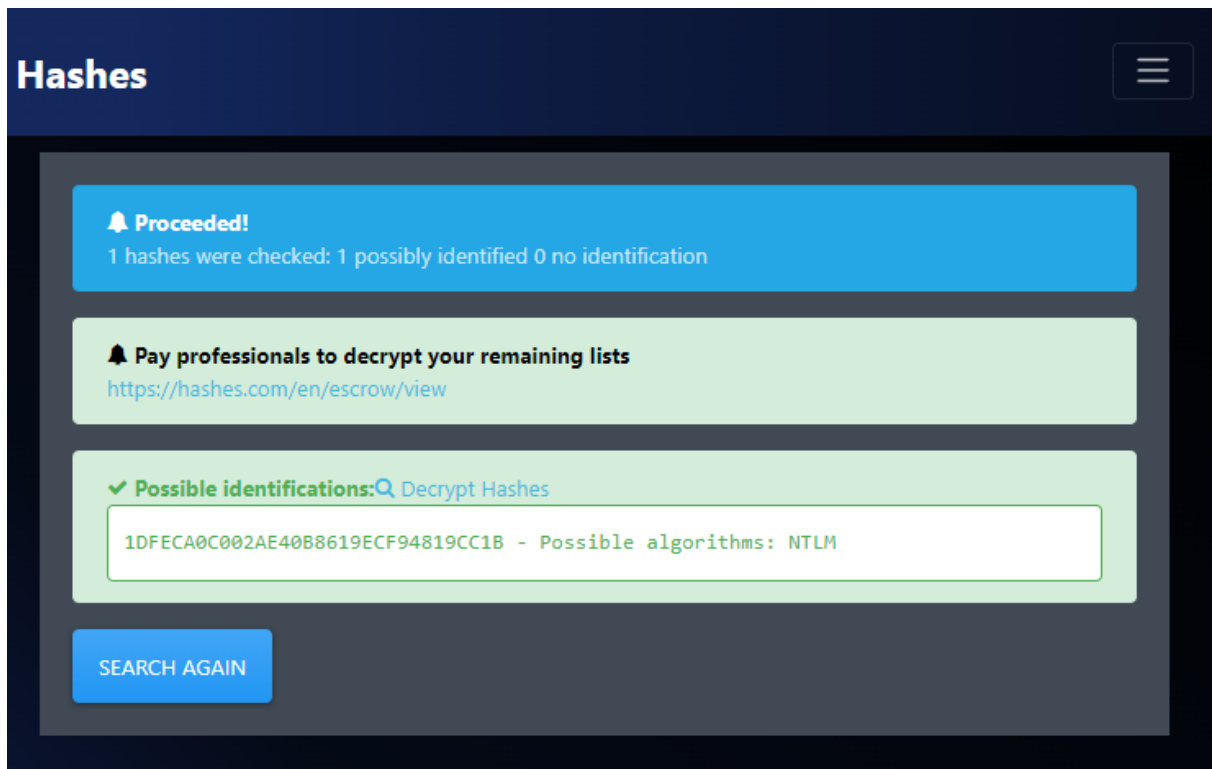 Hashes
Proceeded!
1 hashes were checked: 1 possibly identified 0 no identification
Pay professionals to decrypt your remaining lists
https://hashes.com/en/escrow/view
Possible identifications: Decrypt Hashes
1DFECA0C002AE40B8619ECF94819CC1B - Possible algorithms: NTLM
SEARCH AGAIN